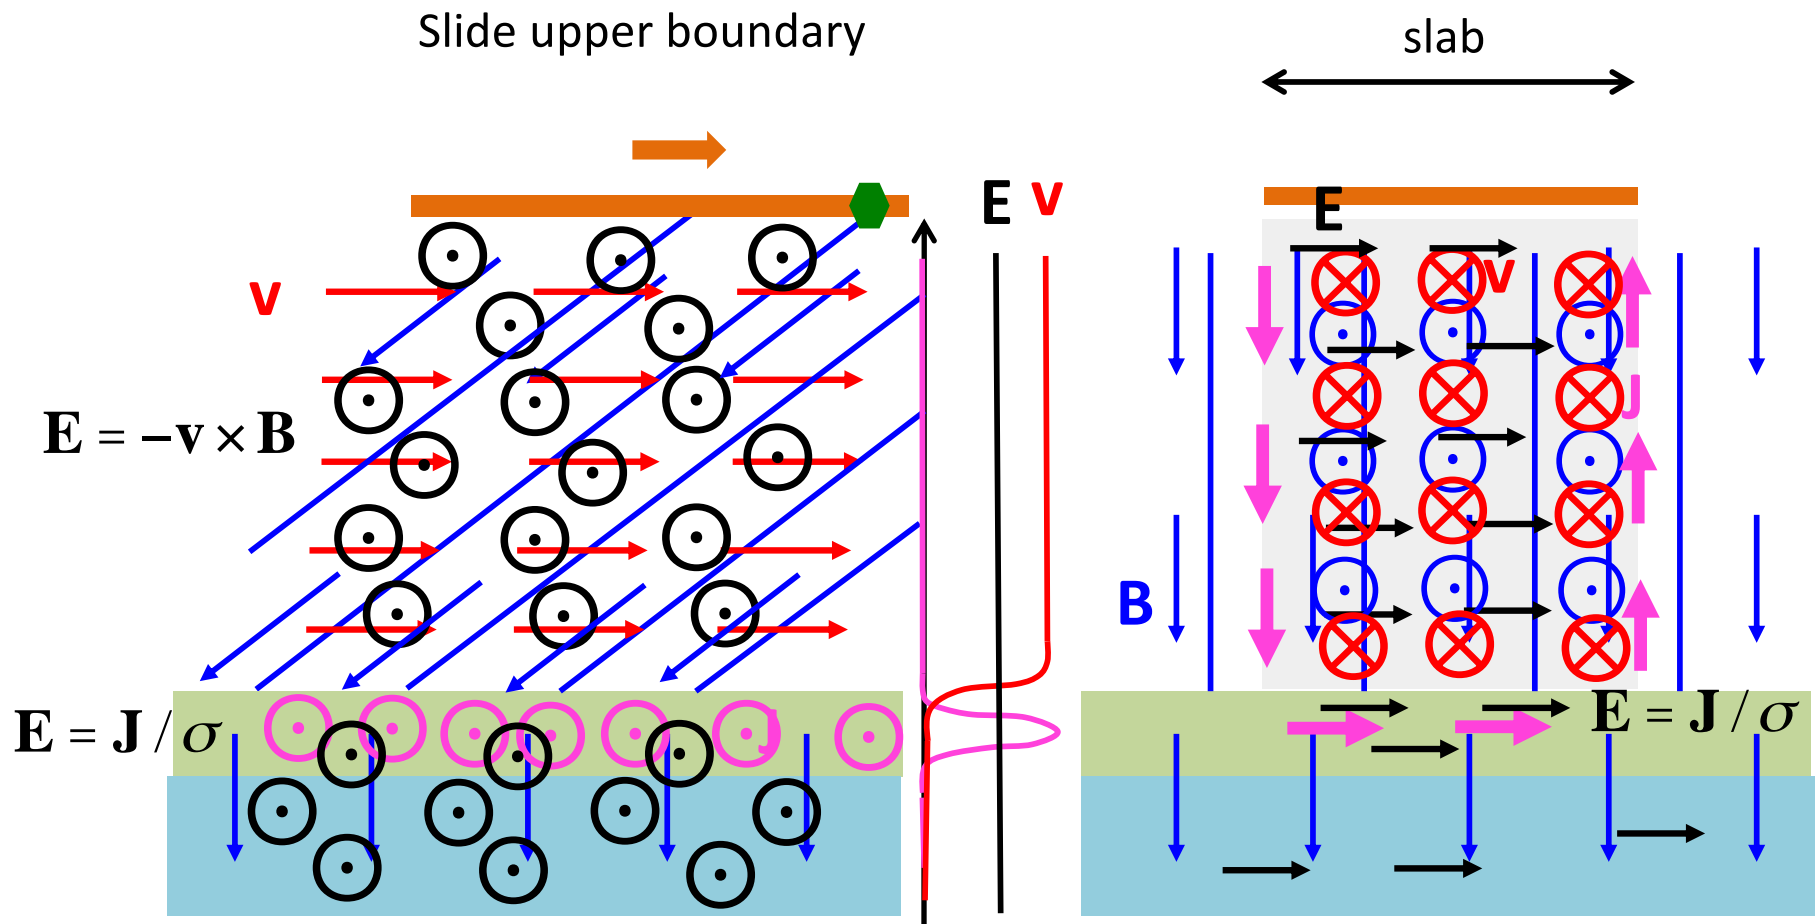 Slide upper boundary
slab
E v
E
v
v
J
E = −v × B
B
E = J / σ
J
E = J / σ